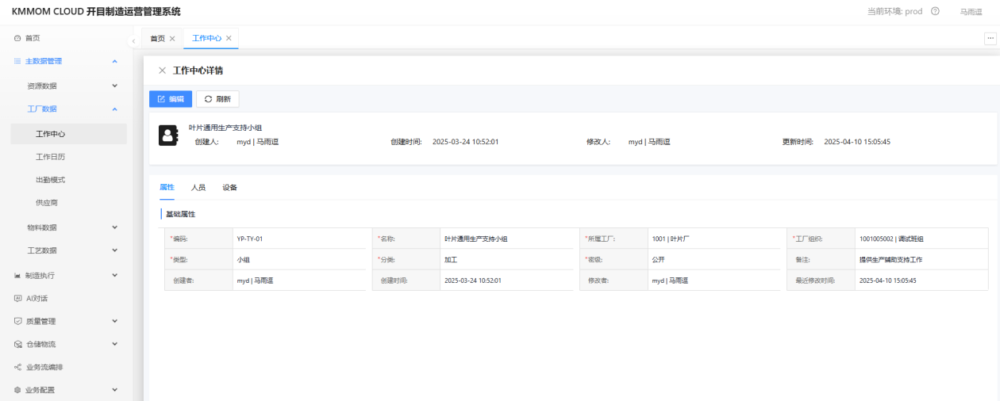 KMMOM CLOUD 开目制造运营管理系统
当前环境: prod
马雨逗
首页
主数据管理
资源数据
工厂数据
工作中心
工作日历
出勤模式
供应商
物料数据
工艺数据
制造执行
AI对话
质量管理
仓储物流
业务流编排
业务配置
首页 × 工作中心 ×
× 工作中心详情
编辑 刷新
叶片通用生产支持小组
创建人: myd | 马雨逗 创建时间: 2025-03-24 10:52:01 修改人: myd | 马雨逗 更新时间: 2025-04-10 15:05:45
属性 人员 设备
基础属性
*编码: YP-TY-01 *名称: 叶片通用生产支持小组 *所属工厂: 1001 | 叶片厂 *工厂组织: 1001005002 | 调试班组
*类型: 小组 *分类: 加工 *密级: 公开 备注: 提供生产辅助支持工作
创建者: myd | 马雨逗 创建时间: 2025-03-24 10:52:01 修改者: myd | 马雨逗 最近修改时间: 2025-04-10 15:05:45